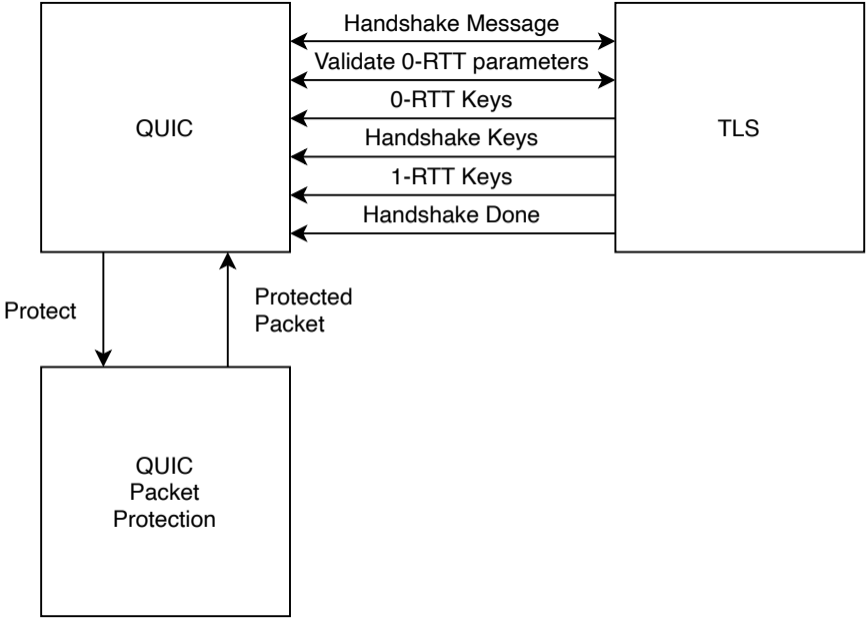 Handshake Message
Validate 0-RTT parameters
0-RTT Keys
QUIC
TLS
Handshake Keys
1-RTT Keys
Handshake Done
Protect
Protected
Packet
QUIC
Packet
Protection